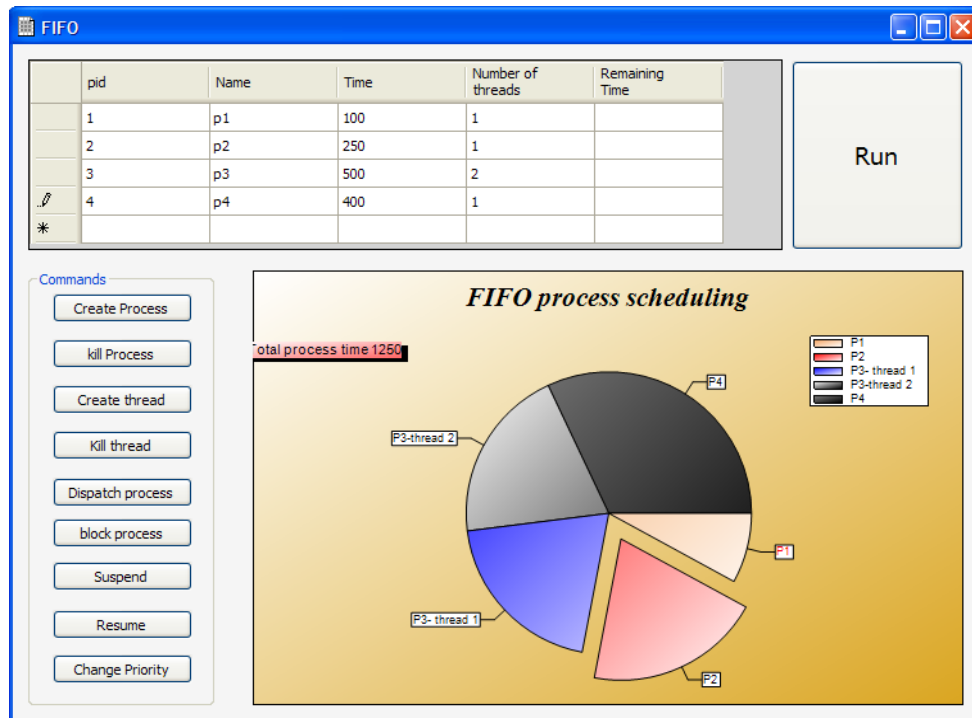 FIFO
pid Name Time Number of threads Remaining Time
1 p1 100 1
2 p2 250 1
3 p3 500 2
4 p4 400 1
Run
Commands
Create Process
kill Process
Create thread
Kill thread
Dispatch process
block process
Suspend
Resume
Change Priority
FIFO process scheduling
otal process time 1250
P1
P2
P3- thread 1
P3-thread 2
P4
P4
P3-thread 2
P1
P3- thread 1
P2